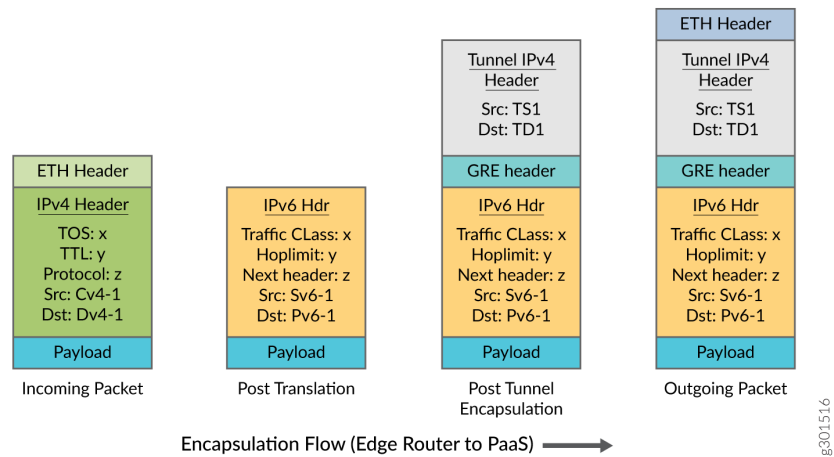 ETH Header
IPv4 Header
TOS: x
TTL: y
Protocol: z
Src: Cv4-1
Dst: Dv4-1
Payload
Incoming Packet
IPv6 Hdr
Traffic CLass: x
Hoplimit: y
Next header: z
Src: Sv6-1
Dst: Pv6-1
Payload
Post Translation
Tunnel IPv4
Header
Src: TS1
Dst: TD1
GRE header
IPv6 Hdr
Traffic CLass: x
Hoplimit: y
Next header: z
Src: Sv6-1
Dst: Pv6-1
Payload
Post Tunnel
Encapsulation
ETH Header
Tunnel IPv4
Header
Src: TS1
Dst: TD1
GRE header
IPv6 Hdr
Traffic CLass: x
Hoplimit: y
Next header: z
Src: Sv6-1
Dst: Pv6-1
Payload
Outgoing Packet
Encapsulation Flow (Edge Router to PaaS)
g301516